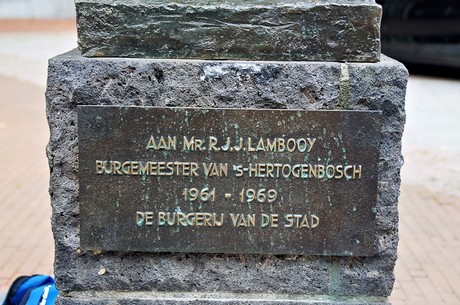 AAN MR. R.J.J. LAMBOOY
BURGEMEESTER VAN 'S-HERTOGENBOSCH
1961 - 1969
DE BURGERIJ VAN DE STAD